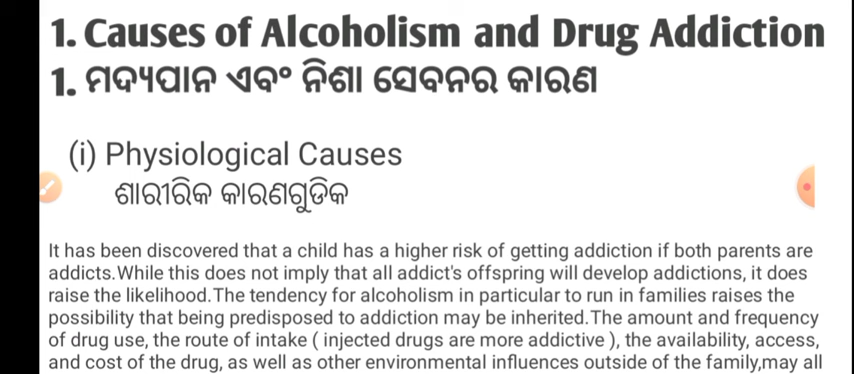 1. Causes of Alcoholism and Drug Addiction
1. ମଦ୍ୟପାନ ଏବଂ ନିଶା ସେବନର କାରଣ
(i) Physiological Causes
ଶାରୀରିକ କାରଣଗୁଡିକ
It has been discovered that a child has a higher risk of getting addiction if both parents are
addicts.While this does not imply that all addict's offspring will develop addictions, it does
raise the likelihood.The tendency for alcoholism in particular to run in families raises the
possibility that being predisposed to addiction may be inherited.The amount and frequency
of drug use, the route of intake ( injected drugs are more addictive ), the availability, access,
and cost of the drug, as well as other environmental influences outside of the family,may all